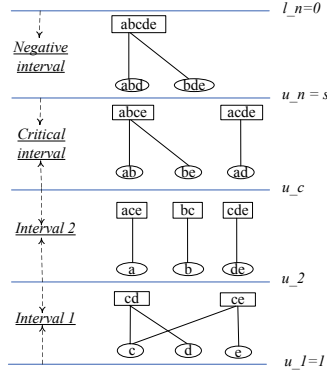 l_n=0
abcde
Negative
interval
abd bde
u_n = s
abce acde
Critical
interval
ab be ad
u_c
ace bc cde
Interval 2
a b de
u_2
cd ce
Interval 1
c d e
u_1=1